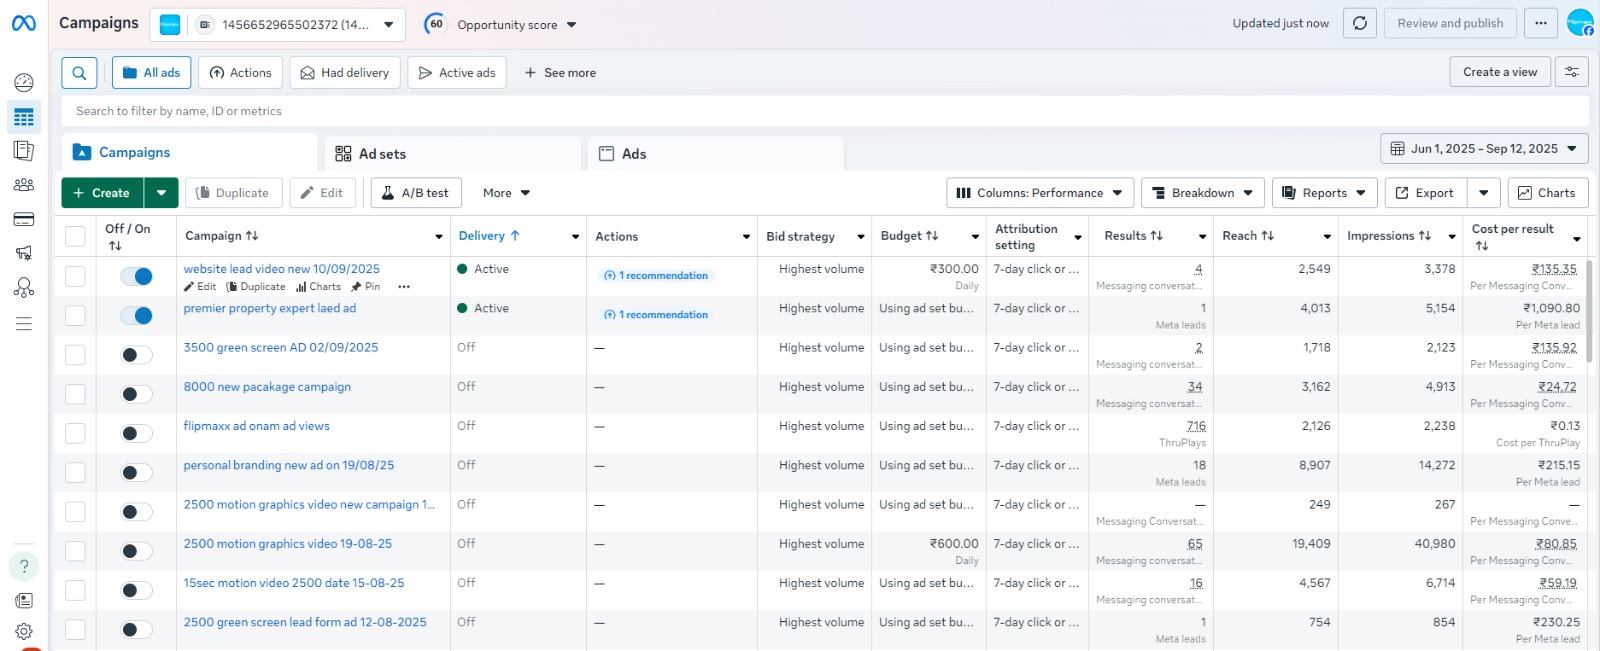 Campaigns
1456652965502372 (14...
60
Opportunity score
Updated just now
Review and publish
All ads
Actions
Had delivery
Active ads
+ See more
Create a view
Search to filter by name, ID or metrics
Campaigns
Ad sets
Ads
Jun 1, 2025 – Sep 12, 2025
+ Create
Duplicate
Edit
A/B test
More
Columns: Performance
Breakdown
Reports
Export
Charts
Off / On
Campaign
Delivery ↑
Actions
Bid strategy
Budget
Attribution setting
Results
Reach
Impressions
Cost per result
website lead video new 10/09/2025 Active 1 recommendation Highest volume ₹300.00 7-day click or ... 4 2,549 3,378 ₹135.35
Edit Duplicate Charts Pin ... Daily Messaging conversat... Per Messaging Conv...
premier property expert laed ad Active 1 recommendation Highest volume Using ad set bu... 7-day click or ... 1 4,013 5,154 ₹1,090.80
Meta leads Per Meta lead
3500 green screen AD 02/09/2025 Off — Highest volume Using ad set bu... 7-day click or ... 2 1,718 2,123 ₹135.92
Messaging conversat... Per Messaging Conv...
8000 new pacakage campaign Off — Highest volume Using ad set bu... 7-day click or ... 34 3,162 4,913 ₹24.72
Messaging conversat... Per Messaging Conv...
flipmaxx ad onam ad views Off — Highest volume Using ad set bu... 7-day click or ... 716 2,126 2,238 ₹0.13
ThruPlays Cost per ThruPlay
personal branding new ad on 19/08/25 Off — Highest volume Using ad set bu... 7-day click or ... 18 8,907 14,272 ₹215.15
Meta leads Per Meta lead
2500 motion graphics video new campaign 1... Off — Highest volume Using ad set bu... 7-day click or ... — 249 267 —
Messaging Conversat... Per Messaging Conve...
2500 motion graphics video 19-08-25 Off — Highest volume ₹600.00 7-day click or ... 65 19,409 40,980 ₹80.85
Daily Messaging conversat... Per Messaging Conv...
15sec motion video 2500 date 15-08-25 Off — Highest volume Using ad set bu... 7-day click or ... 16 4,567 6,714 ₹59.19
Messaging conversat... Per Messaging Conv...
2500 green screen lead form ad 12-08-2025 Off — Highest volume Using ad set bu... 7-day click or ... 1 754 854 ₹230.25
Meta leads Per Meta lead